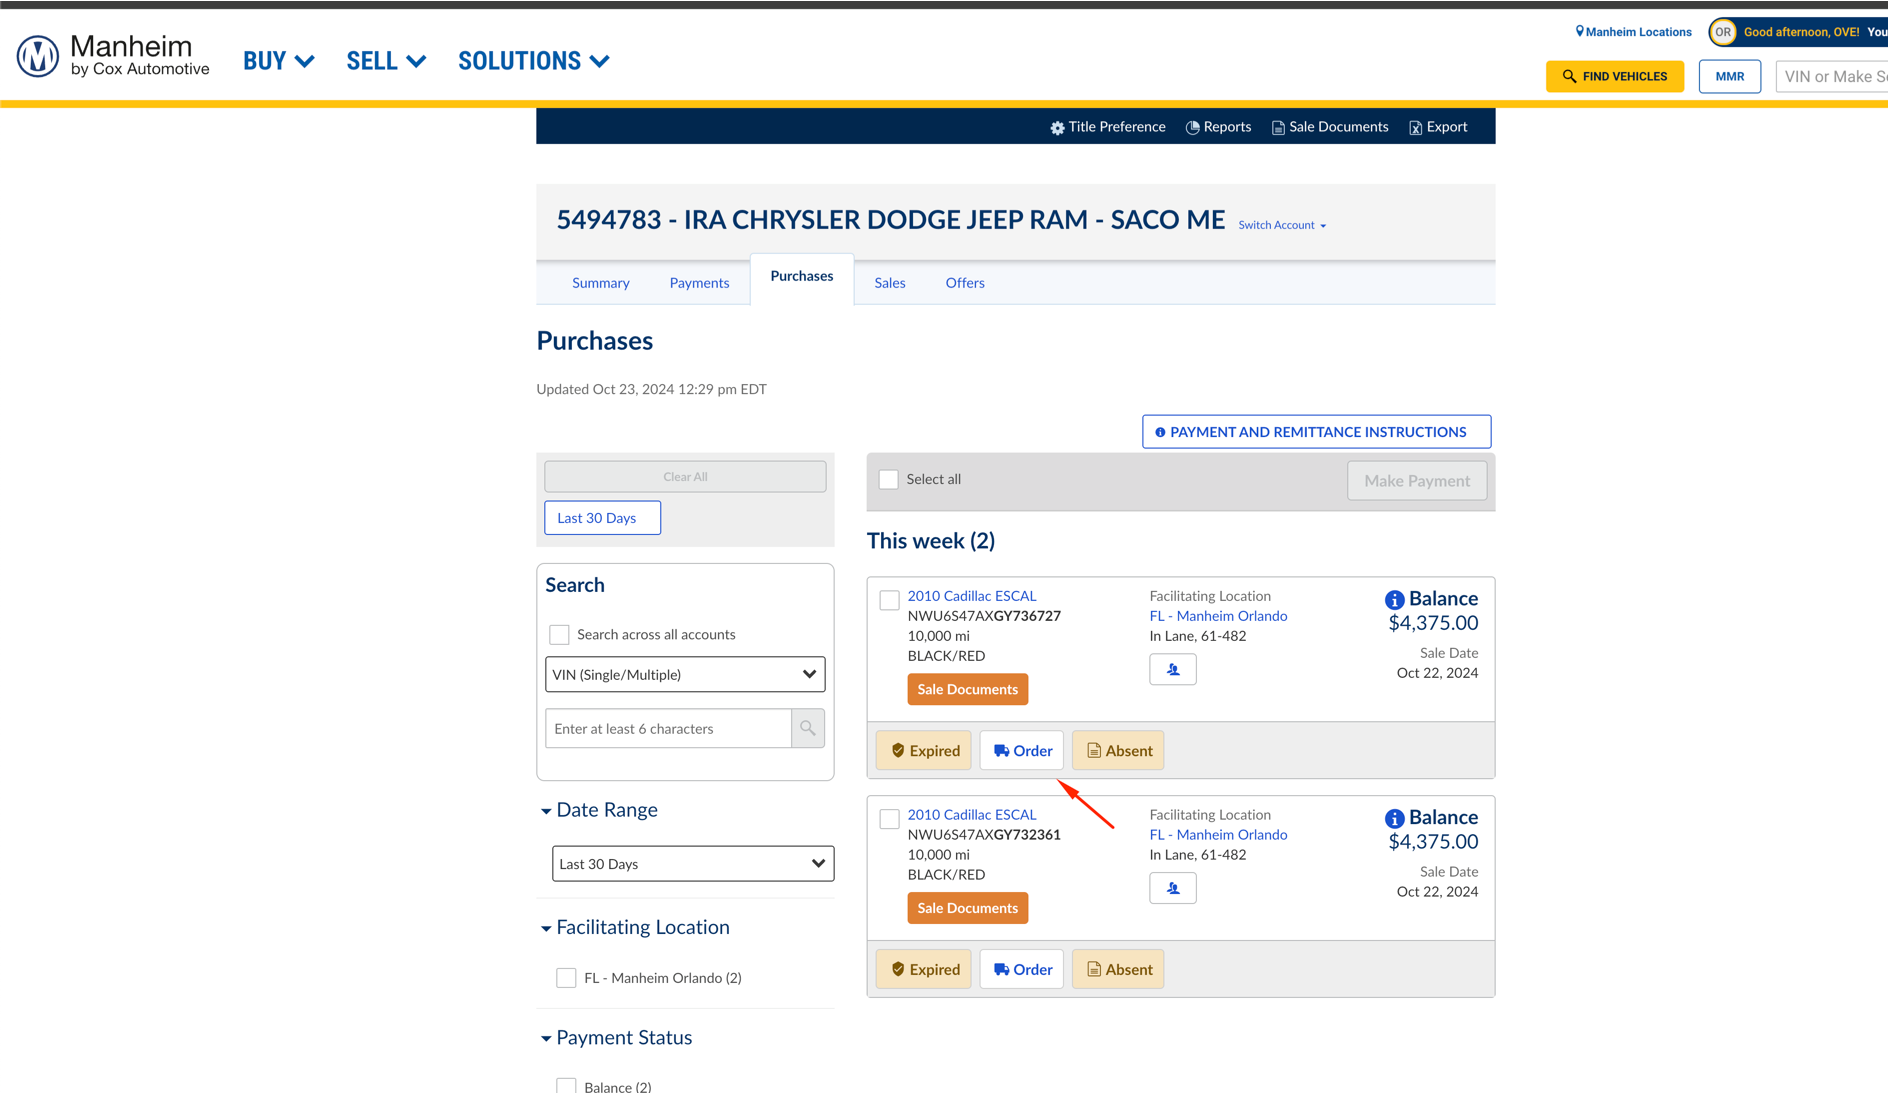 Manheim
by Cox Automotive
BUY
SELL
SOLUTIONS
Manheim Locations
OR
Good afternoon, OVE! You
FIND VEHICLES
MMR
VIN or Make S
Title Preference
Reports
Sale Documents
Export
5494783 - IRA CHRYSLER DODGE JEEP RAM - SACO ME
Switch Account
Summary
Payments
Purchases
Sales
Offers
Purchases
Updated Oct 23, 2024 12:29 pm EDT
PAYMENT AND REMITTANCE INSTRUCTIONS
Clear All
Last 30 Days
Search
Search across all accounts
VIN (Single/Multiple)
Enter at least 6 characters
Date Range
Last 30 Days
Facilitating Location
FL - Manheim Orlando (2)
Payment Status
Balance (2)
Select all
Make Payment
This week (2)
2010 Cadillac ESCAL
NWU6S47AXGY736727
10,000 mi
BLACK/RED
Sale Documents
Facilitating Location
FL - Manheim Orlando
In Lane, 61-482
Balance
$4,375.00
Sale Date
Oct 22, 2024
Expired
Order
Absent
2010 Cadillac ESCAL
NWU6S47AXGY732361
10,000 mi
BLACK/RED
Sale Documents
Facilitating Location
FL - Manheim Orlando
In Lane, 61-482
Balance
$4,375.00
Sale Date
Oct 22, 2024
Expired
Order
Absent